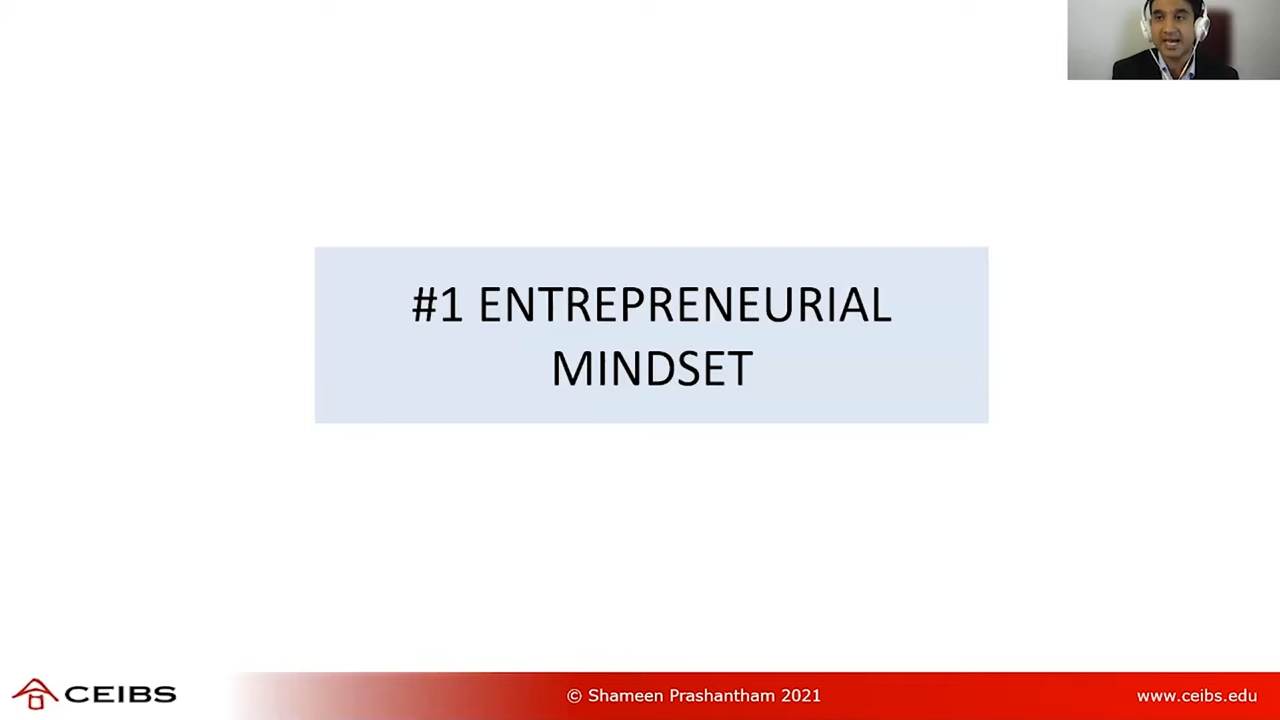 #1 ENTREPRENEURIAL
MINDSET
CEIBS
© Shameen Prashantham 2021
www.ceibs.edu